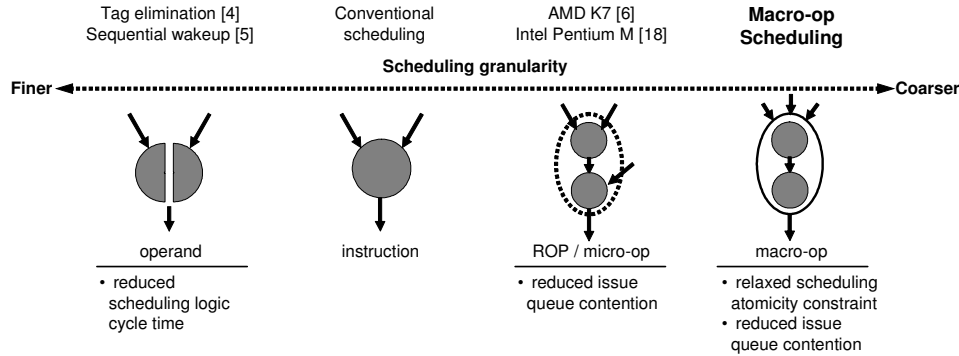 Tag elimination [4]
Sequential wakeup [5]
Conventional
scheduling
AMD K7 [6]
Intel Pentium M [18]
Macro-op
Scheduling
Scheduling granularity
Finer
Coarser
operand
• reduced
scheduling logic
cycle time
instruction
ROP / micro-op
• reduced issue
queue contention
macro-op
• relaxed scheduling
atomicity constraint
• reduced issue
queue contention